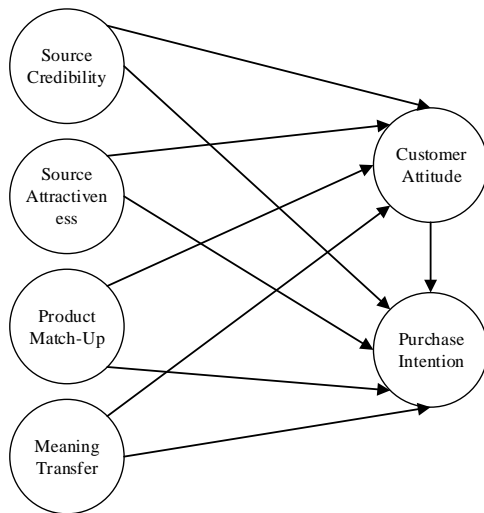 Source
Credibility
Source
Attractiven
ess
Product
Match-Up
Meaning
Transfer
Customer
Attitude
Purchase
Intention